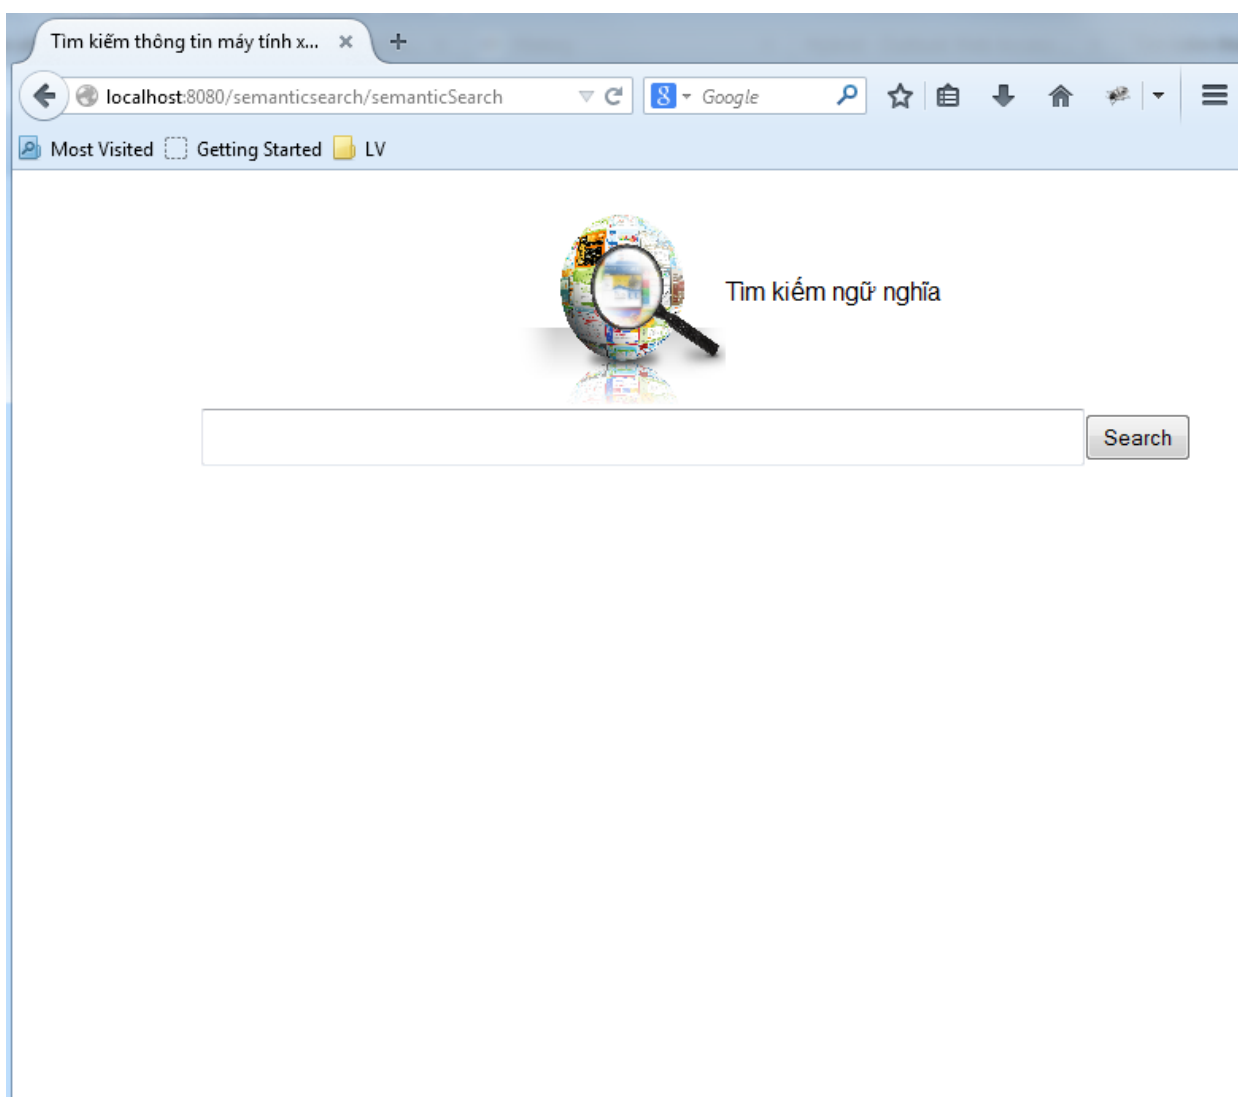 Tìm kiếm thông tin máy tính x...
localhost:8080/semanticsearch/semanticSearch
8 Google
Most Visited Getting Started LV
Tìm kiếm ngữ nghĩa
Search